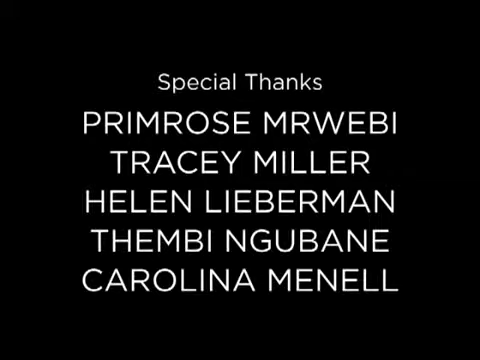 Special Thanks
PRIMROSE MRWEBI
TRACEY MILLER
HELEN LIEBERMAN
THEMBI NGUBANE
CAROLINA MENELL